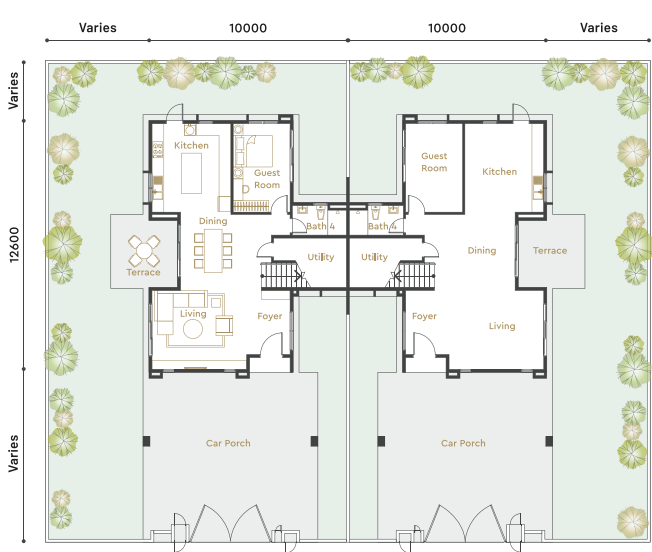 Varies
10000
10000
Varies
Varies
Kitchen
Guest
Room
Guest
Room
Kitchen
Dining
Bath 4
Bath 4
12600
Dining
Terrace
Terrace
Utility
Utility
Living
Foyer
Foyer
Living
Varies
Car Porch
Car Porch